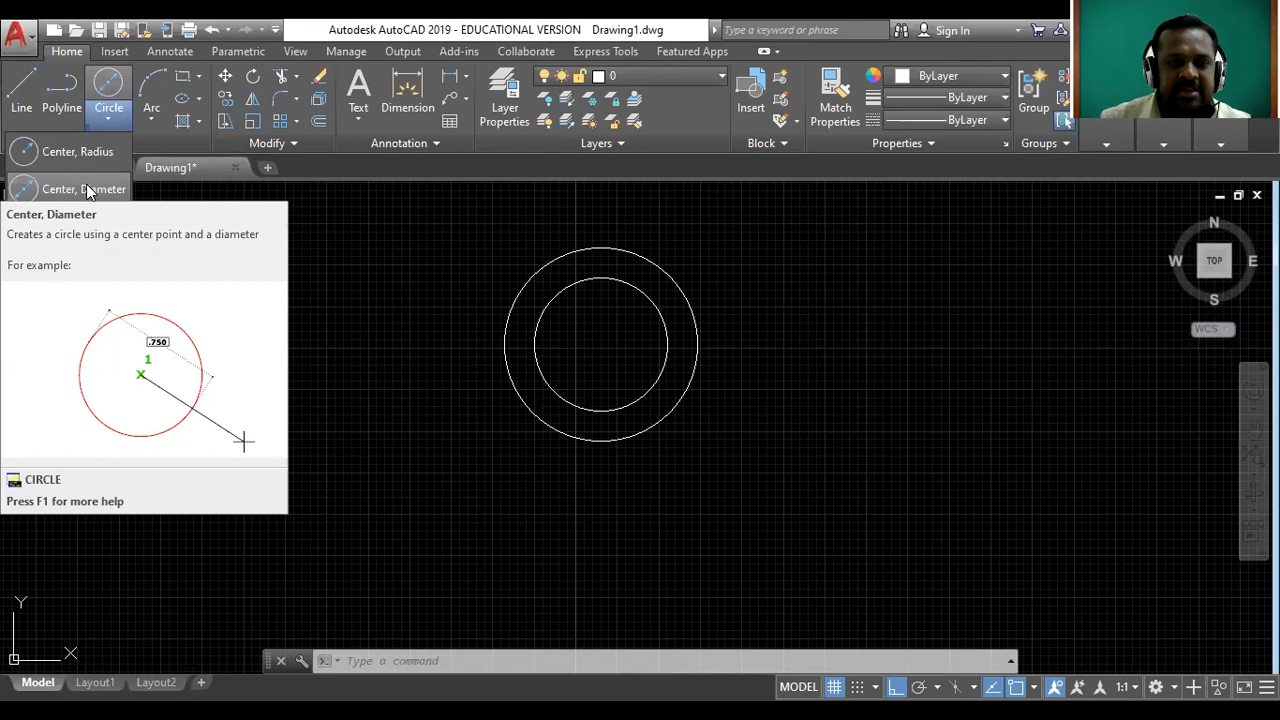 Autodesk AutoCAD 2019 - EDUCATIONAL VERSION Drawing1.dwg
Type a keyword or phrase
Sign In
Home Insert Annotate Parametric View Manage Output Add-ins Collaborate Express Tools Featured Apps
0
ByLayer
ByLayer
ByLayer
Line Polyline Circle Arc Text Dimension Layer Properties Insert Match Properties Group
Modify Annotation Layers Block Properties Groups
Center, Radius
Drawing1*
Center, Diameter
Center, Diameter
Creates a circle using a center point and a diameter
For example:
.750
1
CIRCLE
Press F1 for more help
N
W TOP E
S
WCS
Y
X
Type a command
Model Layout1 Layout2 +
MODEL 1:1